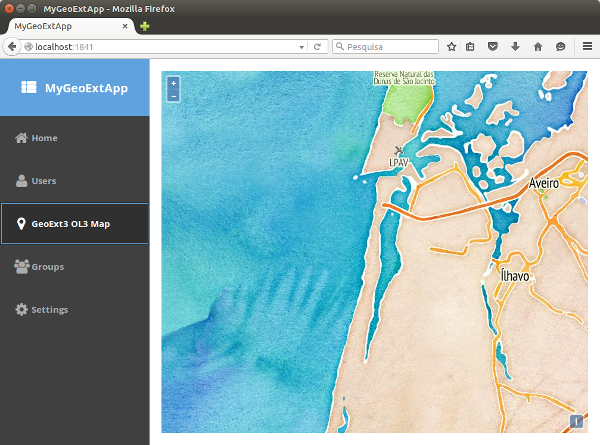 MyGeoExtApp - Mozilla Firefox
MyGeoExtApp
localhost:1841
Pesquisa
MyGeoExtApp
Home
Users
GeoExt3 OL3 Map
Groups
Settings
+
−
Reserva Natural das
Dunas de São Jacinto
LPAV
Aveiro
Ílhavo
i